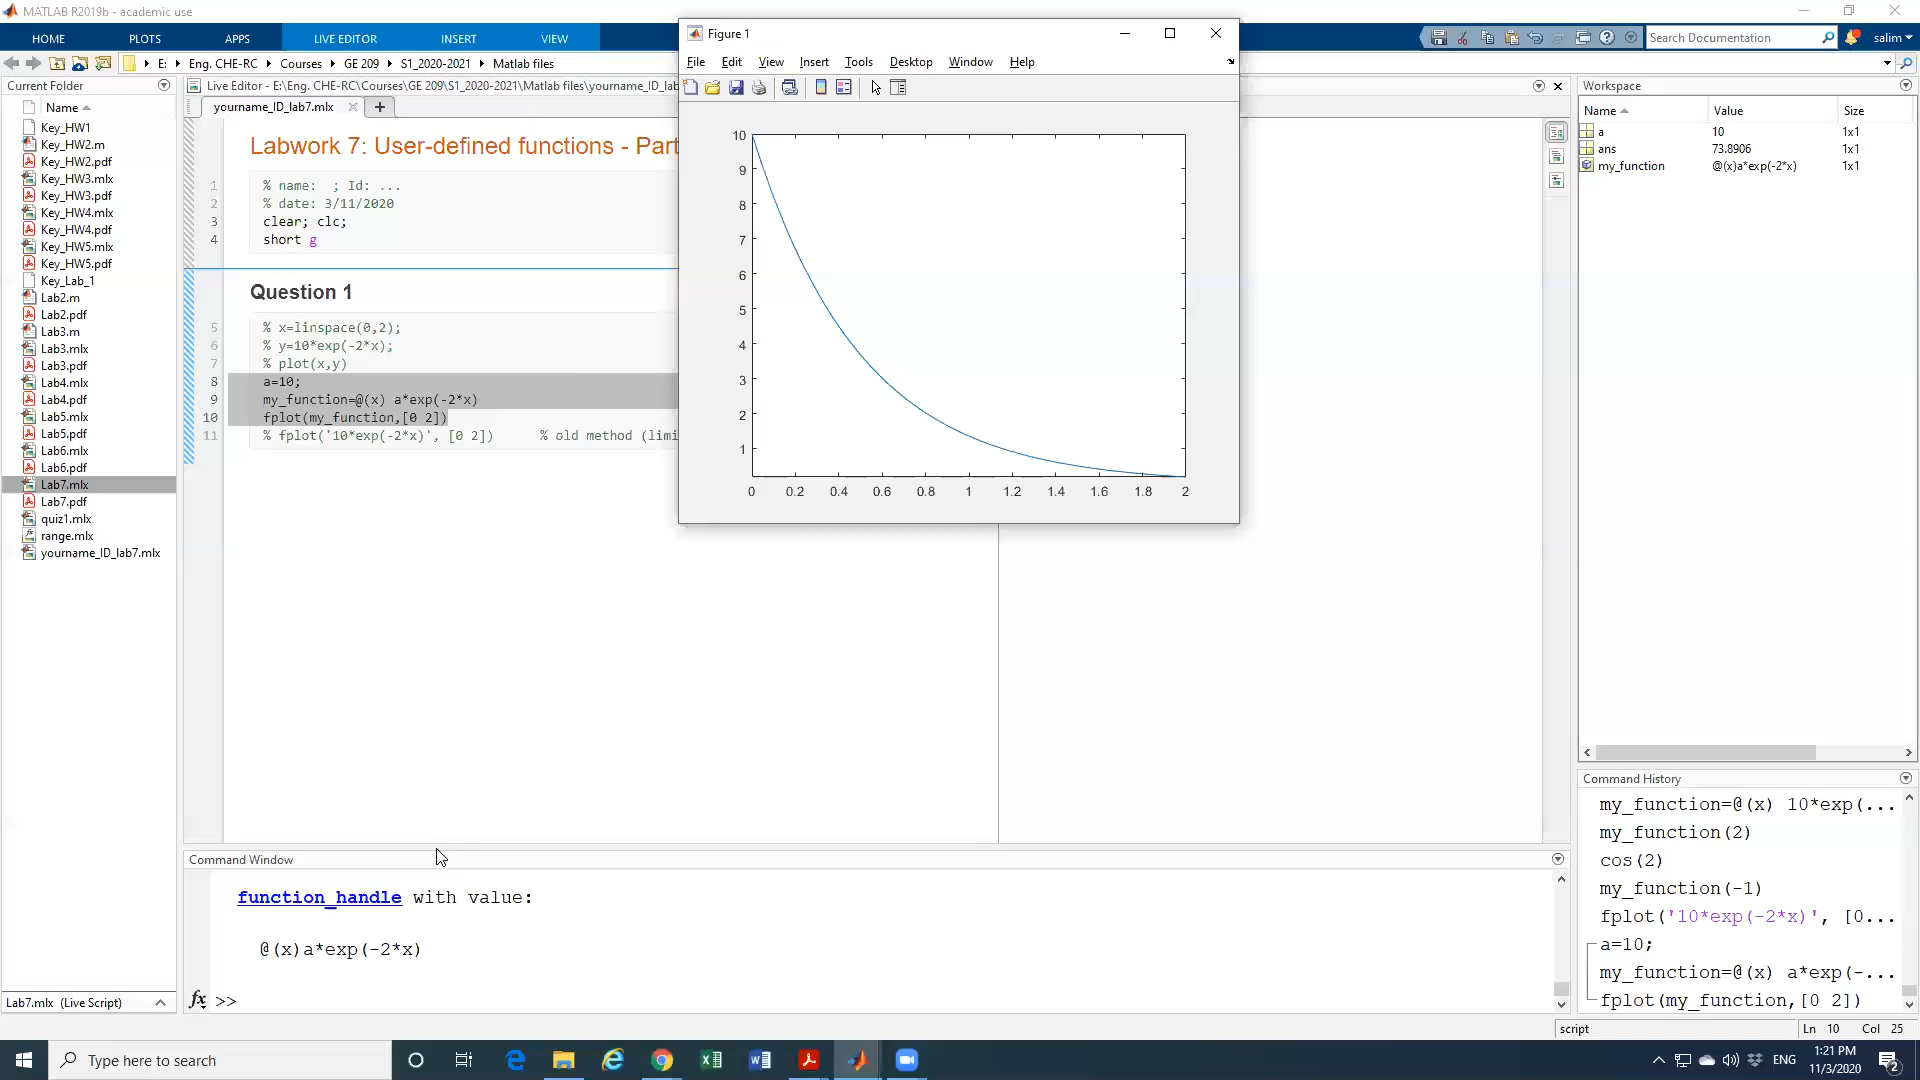 MATLAB R2019b - academic use
HOME PLOTS APPS LIVE EDITOR INSERT VIEW
Search Documentation
salim
E: Eng. CHE-RC Courses GE 209 S1_2020-2021 Matlab files
Current Folder
Name
Key_HW1
Key_HW2.m
Key_HW2.pdf
Key_HW3.mlx
Key_HW3.pdf
Key_HW4.mlx
Key_HW4.pdf
Key_HW5.mlx
Key_HW5.pdf
Key_Lab_1
Lab2.m
Lab2.pdf
Lab3.m
Lab3.mlx
Lab3.pdf
Lab4.mlx
Lab4.pdf
Lab5.mlx
Lab5.pdf
Lab6.mlx
Lab6.pdf
Lab7.mlx
Lab7.pdf
quiz1.mlx
range.mlx
yourname_ID_lab7.mlx
Lab7.mlx (Live Script)
Live Editor - E:\Eng. CHE-RC\Courses\GE 209\S1_2020-2021\Matlab files\yourname_ID_lab
yourname_ID_lab7.mlx
Labwork 7: User-defined functions - Part
1 % name: ; Id: ...
2 % date: 3/11/2020
3 clear; clc;
4 short g
Question 1
5 % x=linspace(0,2);
6 % y=10*exp(-2*x);
7 % plot(x,y)
8 a=10;
9 my_function=@(x) a*exp(-2*x)
10 fplot(my_function,[0 2])
11 % fplot('10*exp(-2*x)', [0 2]) % old method (limi
Figure 1
File Edit View Insert Tools Desktop Window Help
10
9
8
7
6
5
4
3
2
1
0 0.2 0.4 0.6 0.8 1 1.2 1.4 1.6 1.8 2
Command Window
function_handle with value:
@(x)a*exp(-2*x)
fx >>
Workspace
Name Value Size
a 10 1x1
ans 73.8906 1x1
my_function @(x)a*exp(-2*x) 1x1
Command History
my_function=@(x) 10*exp(...
my_function(2)
cos(2)
my_function(-1)
fplot('10*exp(-2*x)', [0...
a=10;
my_function=@(x) a*exp(-...
fplot(my_function,[0 2])
script
Ln 10 Col 25
Type here to search
ENG
1:21 PM
11/3/2020
2